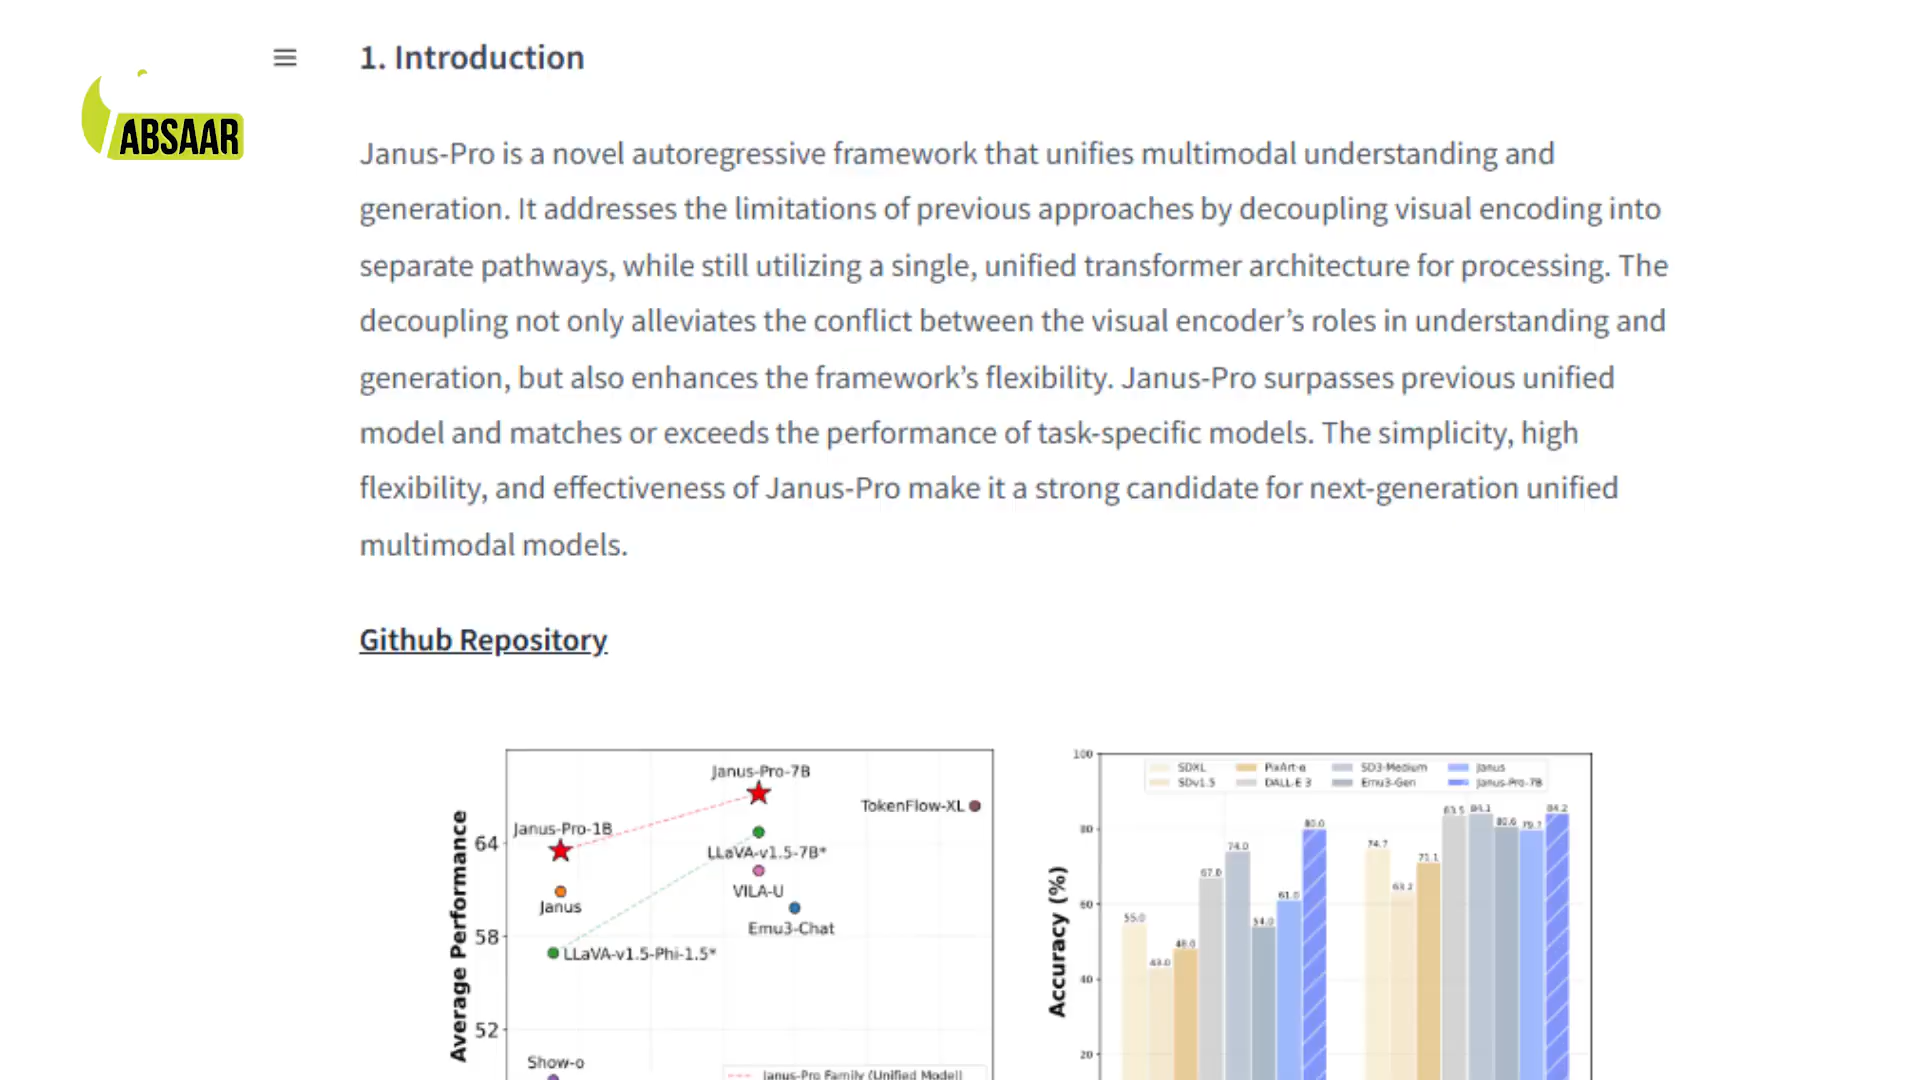 ABSAAR
1. Introduction
Janus-Pro is a novel autoregressive framework that unifies multimodal understanding and
generation. It addresses the limitations of previous approaches by decoupling visual encoding into
separate pathways, while still utilizing a single, unified transformer architecture for processing. The
decoupling not only alleviates the conflict between the visual encoder’s roles in understanding and
generation, but also enhances the framework’s flexibility. Janus-Pro surpasses previous unified
model and matches or exceeds the performance of task-specific models. The simplicity, high
flexibility, and effectiveness of Janus-Pro make it a strong candidate for next-generation unified
multimodal models.
Github Repository
Average Performance
64
58
52
Janus-Pro-7B
TokenFlow-XL
Janus-Pro-1B
LLaVA-v1.5-7B*
VILA-U
Janus
Emu3-Chat
LLaVA-v1.5-Phi-1.5*
Show-o
Janus-Pro Family (Unified Model)
Accuracy (%)
100
80
60
40
20
SDXL PixArt-α SD3-Medium Janus
SDv1.5 DALL-E 3 Emu3-Gen Janus-Pro-7B
55.0
43.0
48.0
67.0
74.0
54.0
61.0
80.0
74.7
63.2
71.1
83.5
84.1
80.6
79.7
84.2